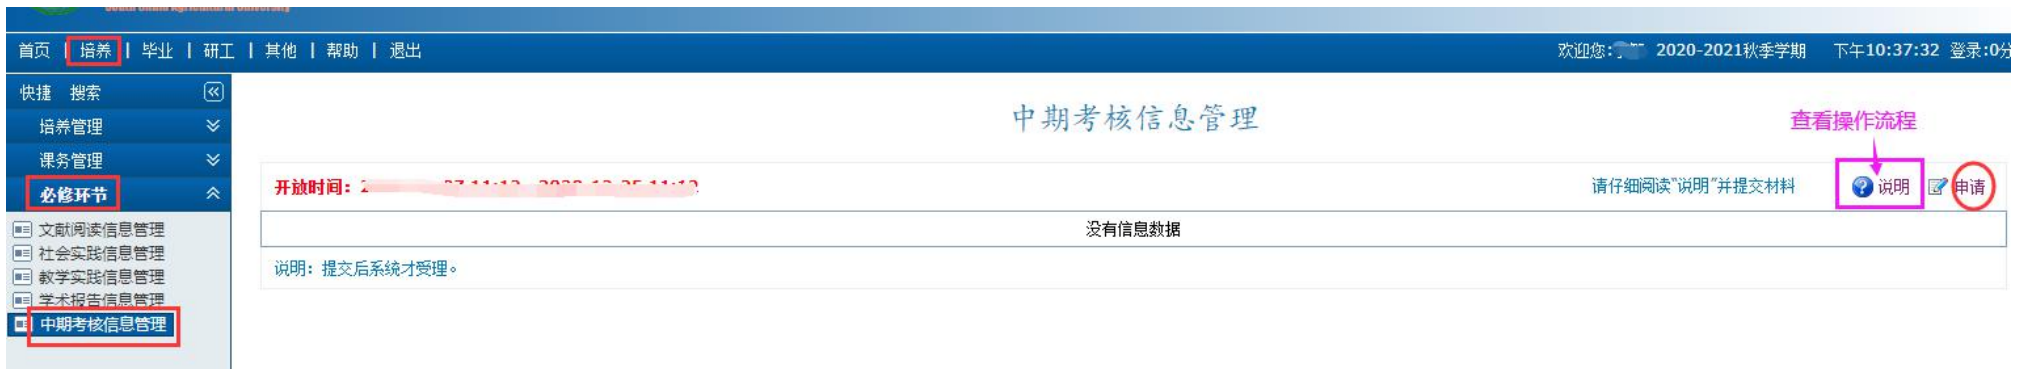 South China Agricultural University
首页 | 培养 | 毕业 | 研工 | 其他 | 帮助 | 退出
欢迎您: 2020-2021秋季学期 下午10:37:32 登录:0分
快捷 搜索
培养管理
课务管理
必修环节
文献阅读信息管理
社会实践信息管理
教学实践信息管理
学术报告信息管理
中期考核信息管理
中期考核信息管理
查看操作流程
开放时间:
请仔细阅读"说明"并提交材料 说明 申请
没有信息数据
说明：提交后系统才受理。